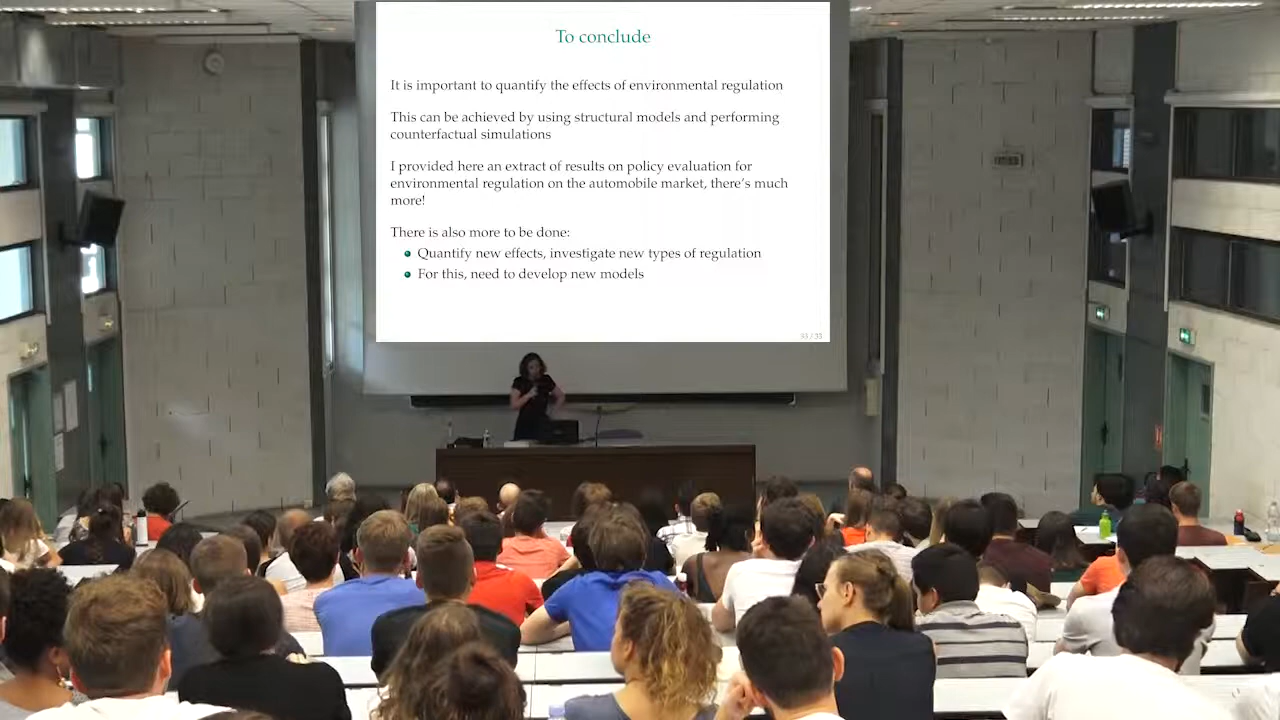 To conclude
It is important to quantify the effects of environmental regulation
This can be achieved by using structural models and performing
counterfactual simulations
I provided here an extract of results on policy evaluation for
environmental regulation on the automobile market, there's much
more!
There is also more to be done:
Quantify new effects, investigate new types of regulation
For this, need to develop new models